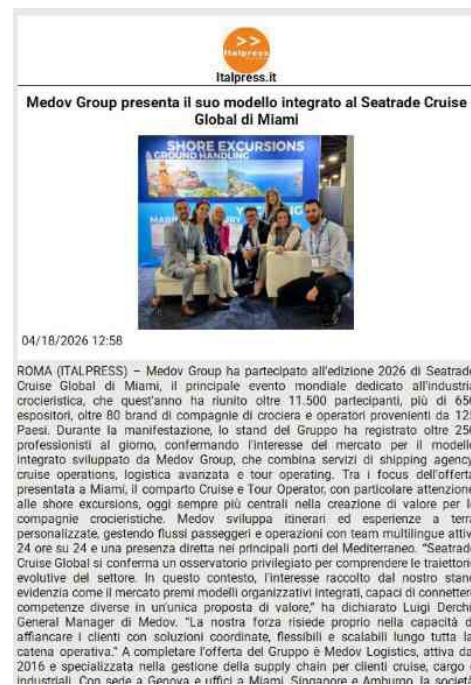 >>
Italpress
Italpress.it
Medov Group presenta il suo modello integrato al Seatrade Cruise
Global di Miami
SHORE EXCURSIONS
& GROUND HANDLING
04/18/2026 12:58
ROMA (ITALPRESS) – Medov Group ha partecipato all'edizione 2026 di Seatrade
Cruise Global di Miami, il principale evento mondiale dedicato all'industria
crocieristica, che quest'anno ha riunito oltre 11.500 partecipanti, più di 650
espositori, oltre 80 brand di compagnie di crociera e operatori provenienti da 12
Paesi. Durante la manifestazione, lo stand del Gruppo ha registrato oltre 250
professionisti al giorno, confermando l'interesse del mercato per il modello
integrato sviluppato da Medov Group, che combina servizi di shipping agency,
cruise operations, logistica avanzata e tour operating. Tra i focus dell'offerta
presentata a Miami, il comparto Cruise e Tour Operator, con particolare attenzione
alle shore excursions, oggi sempre più centrali nella creazione di valore per l
compagnie crocieristiche. Medov sviluppa itinerari ed esperienze a terra
personalizzate, gestendo flussi passeggeri e operazioni con team multilingue attivi
24 ore su 24 e una presenza diretta nei principali porti del Mediterraneo. "Seatrade
Cruise Global si conferma un osservatorio privilegiato per comprendere le traiettorie
evolutive del settore. In questo contesto, l'interesse raccolto dal nostro stand
evidenzia come il mercato premi modelli organizzativi integrati, capaci di connettere
competenze diverse in un'unica proposta di valore," ha dichiarato Luigi Derchi,
General Manager di Medov. "La nostra forza risiede proprio nella capacità d
affiancare i clienti con soluzioni coordinate, flessibili e scalabili lungo tutta la
catena operativa." A completare l'offerta del Gruppo è Medov Logistics, attiva da
2016 e specializzata nella gestione della supply chain per clienti cruise, cargo e
industriali. Con sede a Genova e uffici a Miami, Singapore e Amburgo, la società